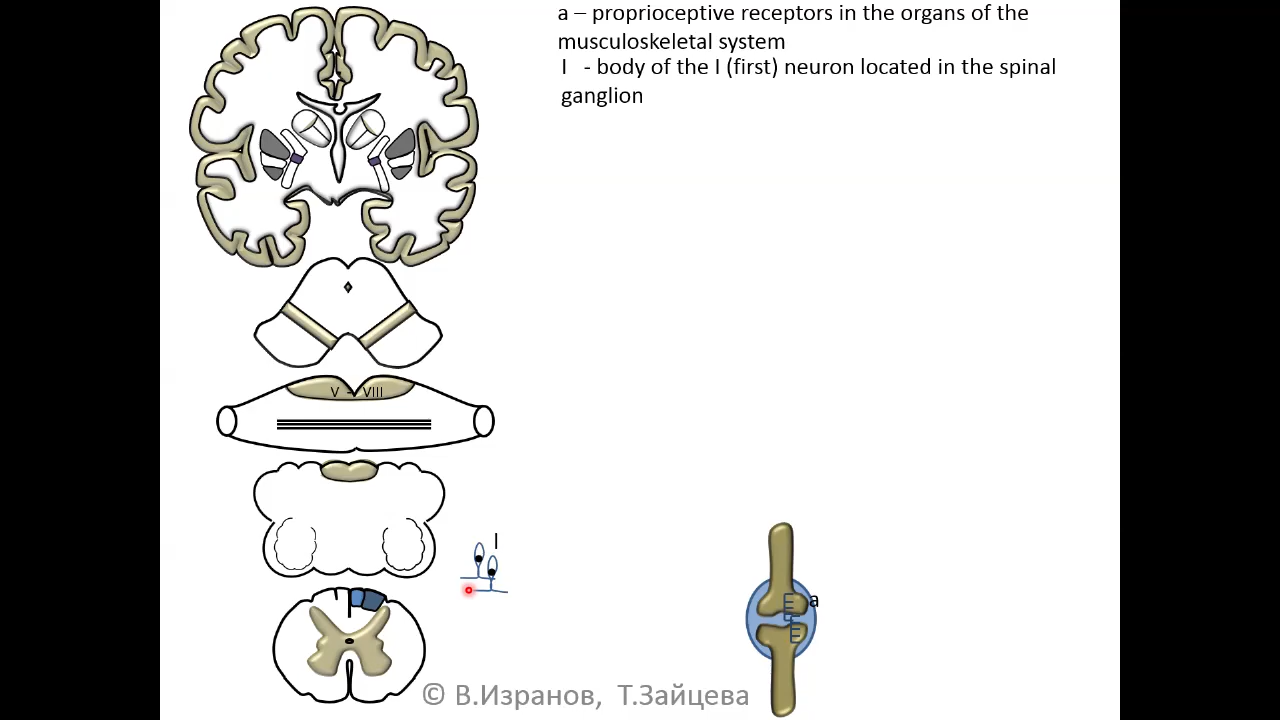 a – proprioceptive receptors in the organs of the
musculoskeletal system
I - body of the I (first) neuron located in the spinal
ganglion
V - VIII
I
a
© В.Изранов, Т.Зайцева